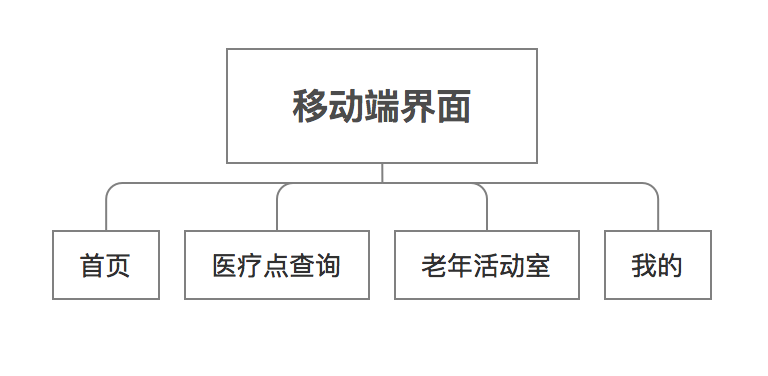 移动端界面
首页
医疗点查询
老年活动室
我的